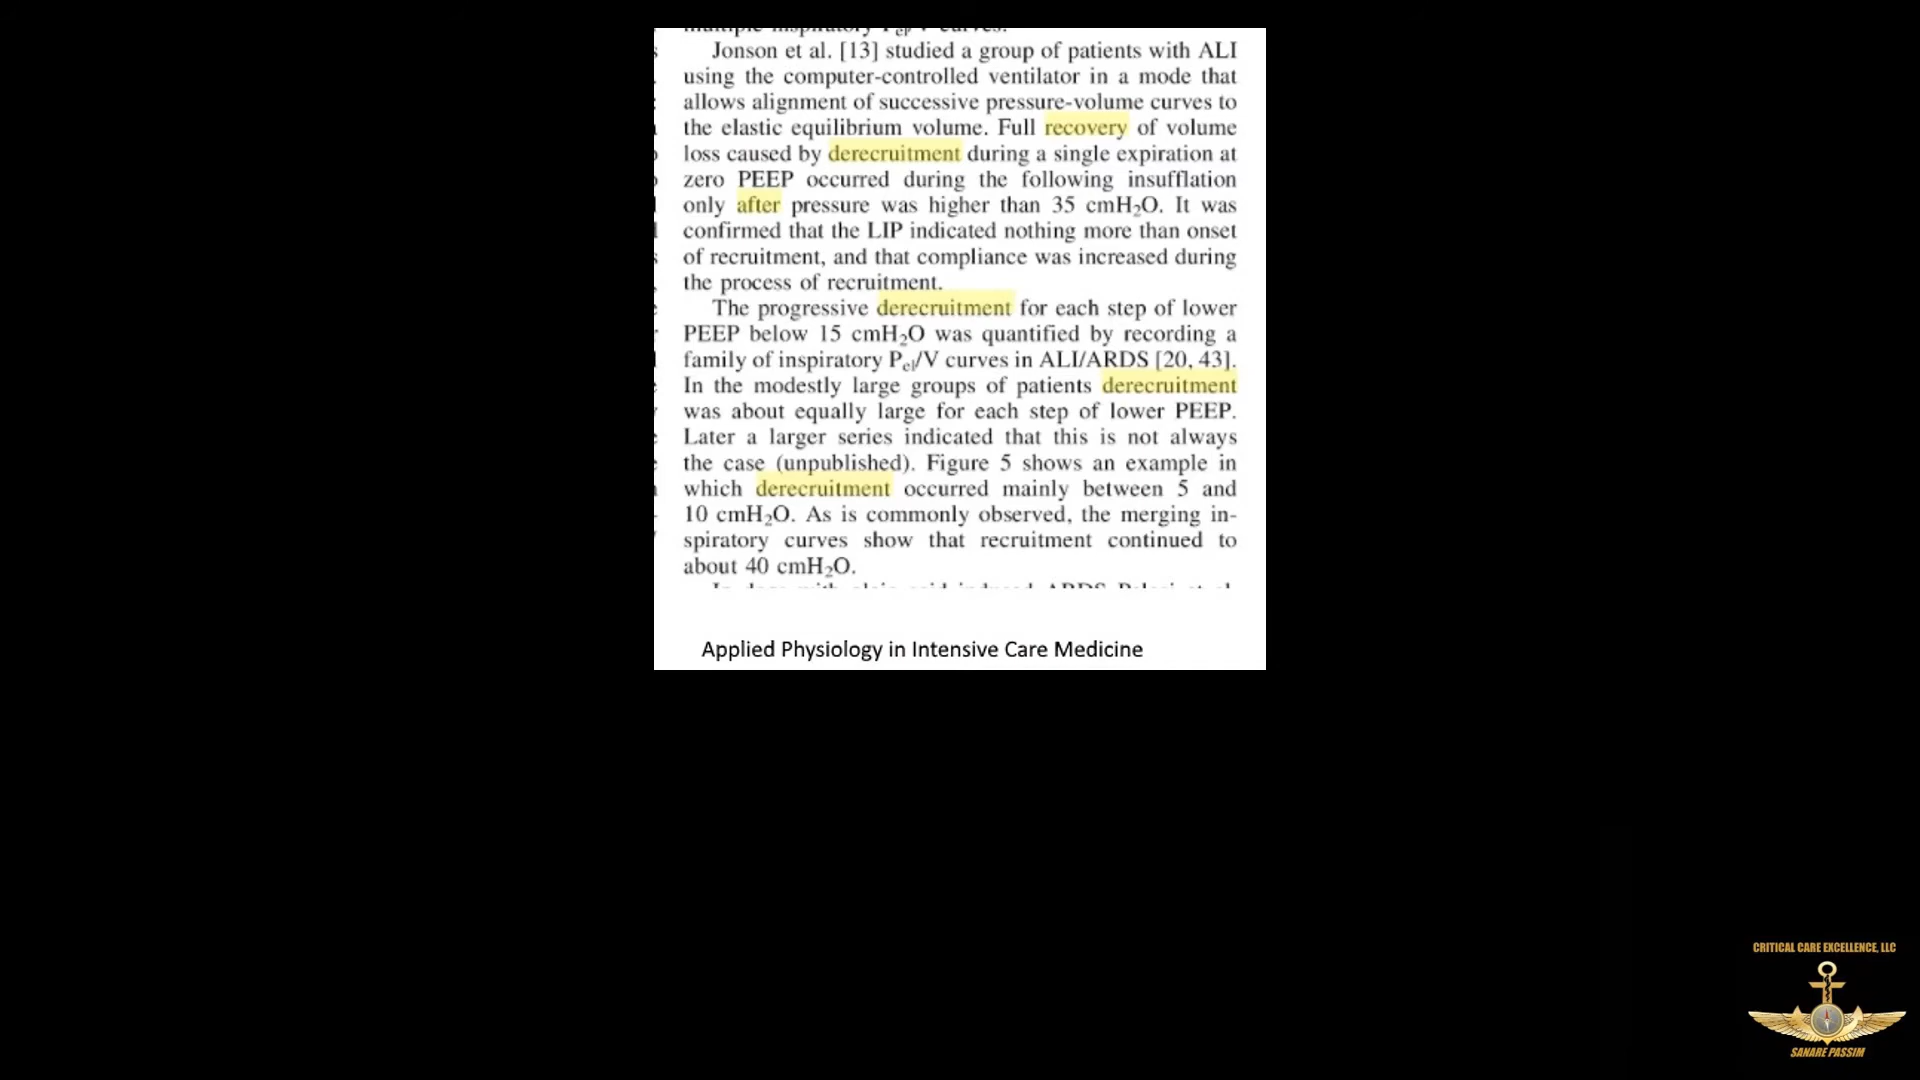 Jonson et al. [13] studied a group of patients with ALI
using the computer-controlled ventilator in a mode that
allows alignment of successive pressure-volume curves to
the elastic equilibrium volume. Full recovery of volume
loss caused by derecruitment during a single expiration at
zero PEEP occurred during the following insufflation
only after pressure was higher than 35 cmH₂O. It was
confirmed that the LIP indicated nothing more than onset
of recruitment, and that compliance was increased during
the process of recruitment.
The progressive derecruitment for each step of lower
PEEP below 15 cmH₂O was quantified by recording a
family of inspiratory Pₑₗ/V curves in ALI/ARDS [20, 43].
In the modestly large groups of patients derecruitment
was about equally large for each step of lower PEEP.
Later a larger series indicated that this is not always
the case (unpublished). Figure 5 shows an example in
which derecruitment occurred mainly between 5 and
10 cmH₂O. As is commonly observed, the merging in-
spiratory curves show that recruitment continued to
about 40 cmH₂O.
Applied Physiology in Intensive Care Medicine
CRITICAL CARE EXCELLENCE, LLC
SANARE PASSIM